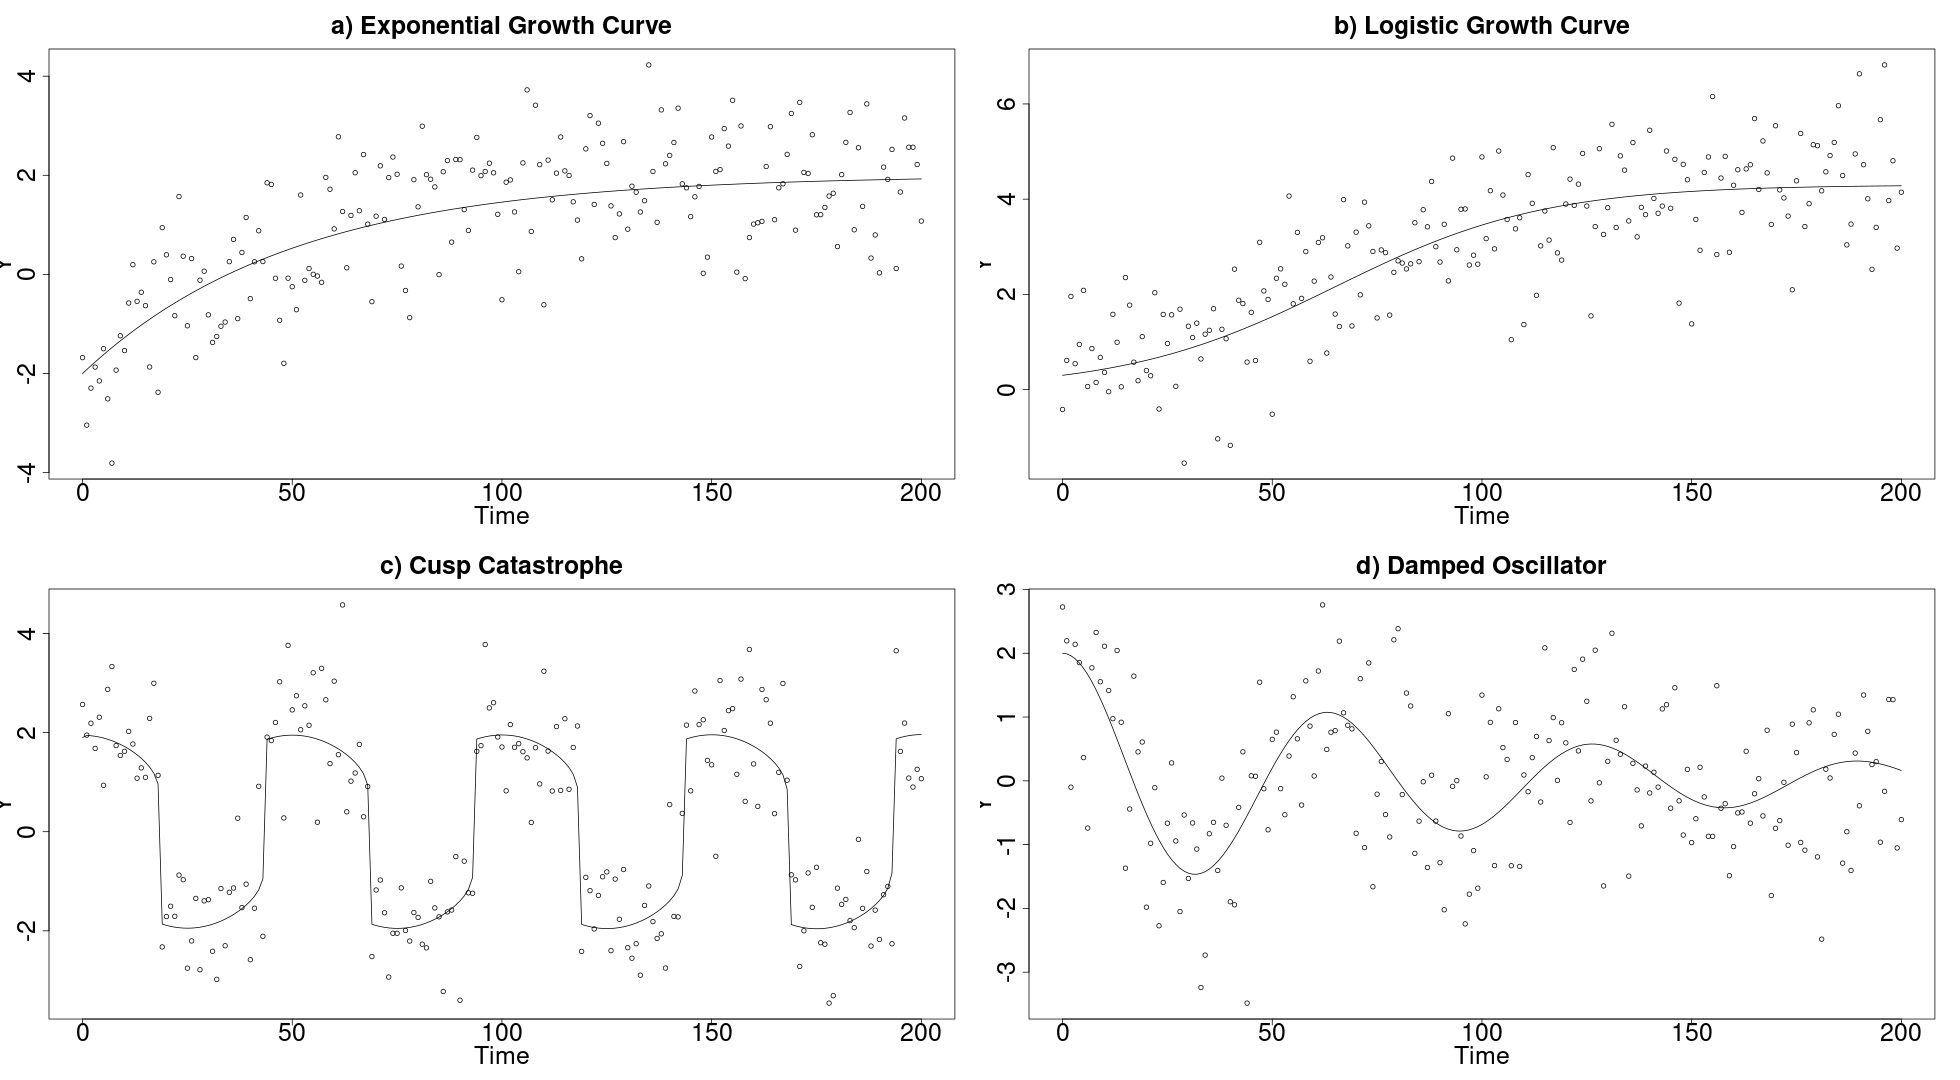 a) Exponential Growth Curve
4
2
0
-2
-4
Y
0 50 100 150 200
Time
b) Logistic Growth Curve
6
4
2
0
Y
0 50 100 150 200
Time
c) Cusp Catastrophe
4
2
0
-2
Y
0 50 100 150 200
Time
d) Damped Oscillator
3
2
1
0
-1
-2
-3
Y
0 50 100 150 200
Time